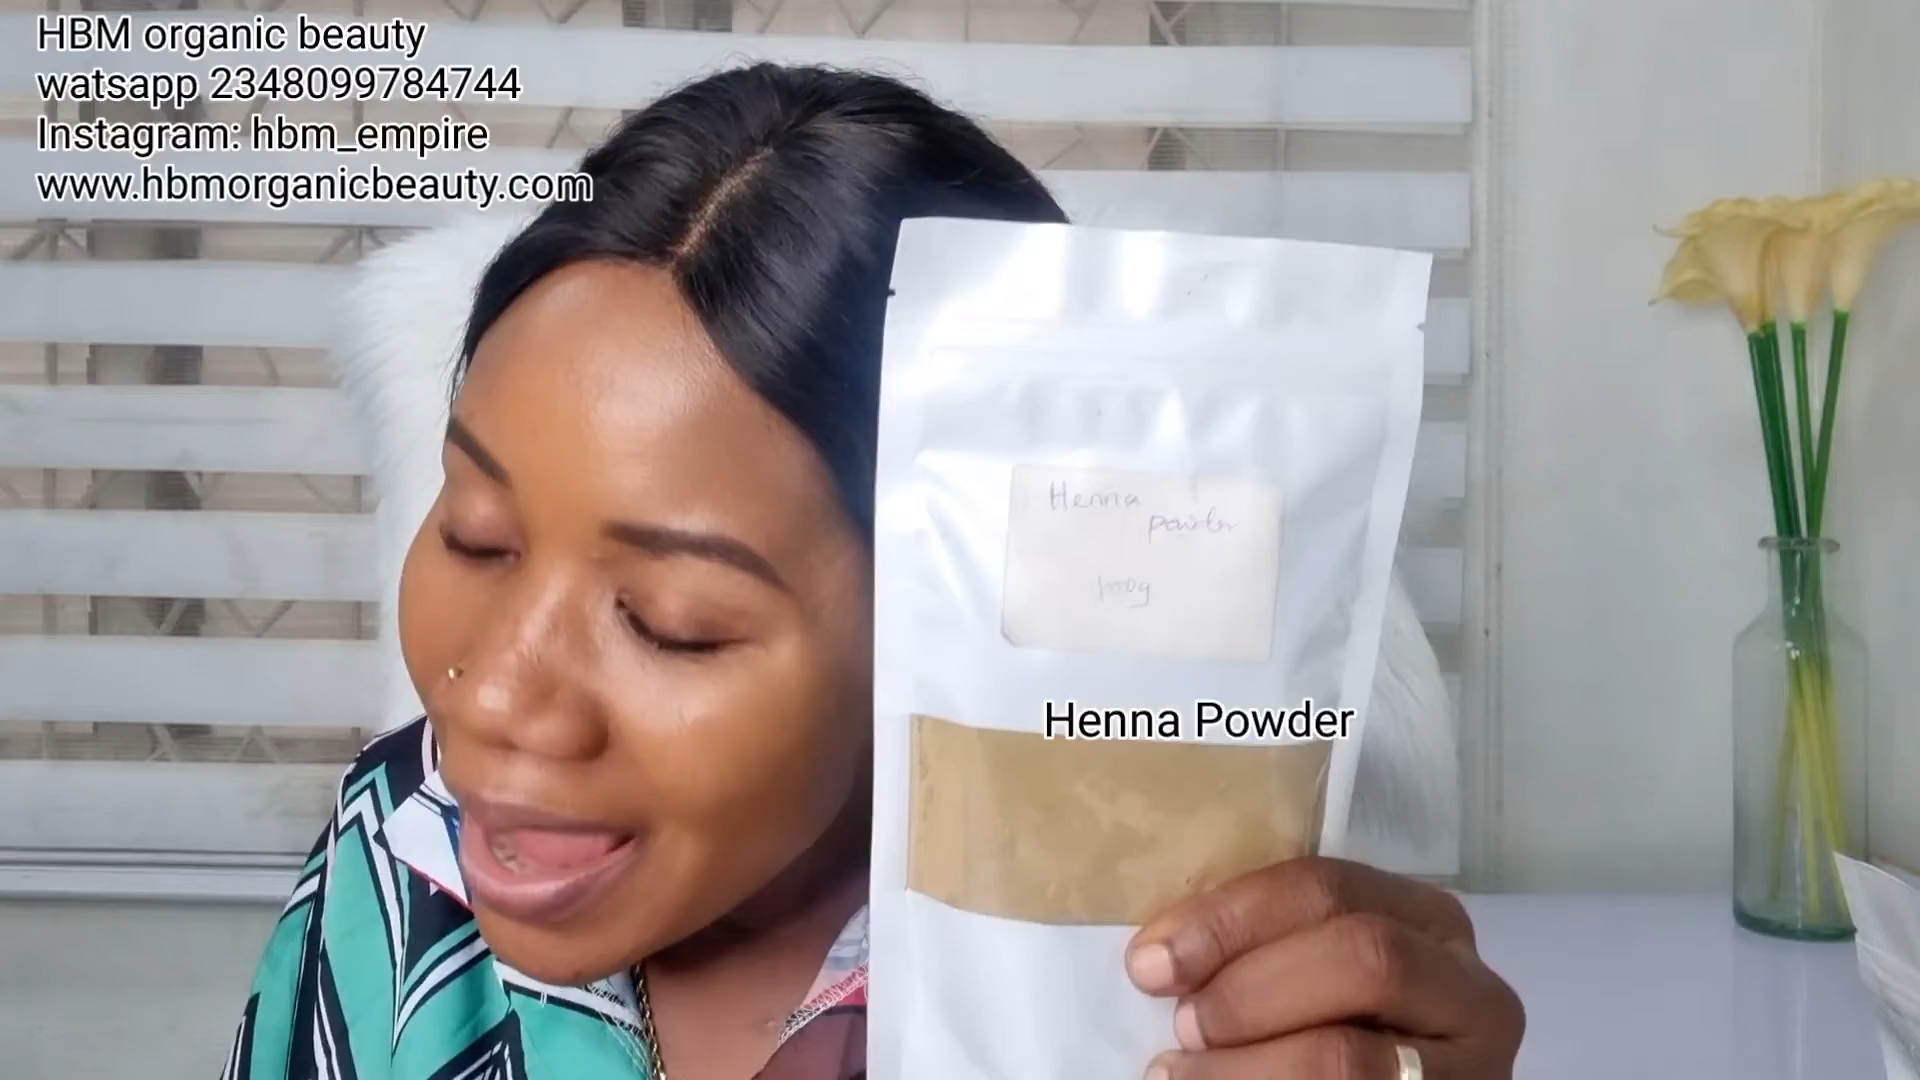 HBM organic beauty
watsapp 2348099784744
Instagram: hbm_empire
www.hbmorganicbeauty.com
Henna
powder
100g
Henna Powder